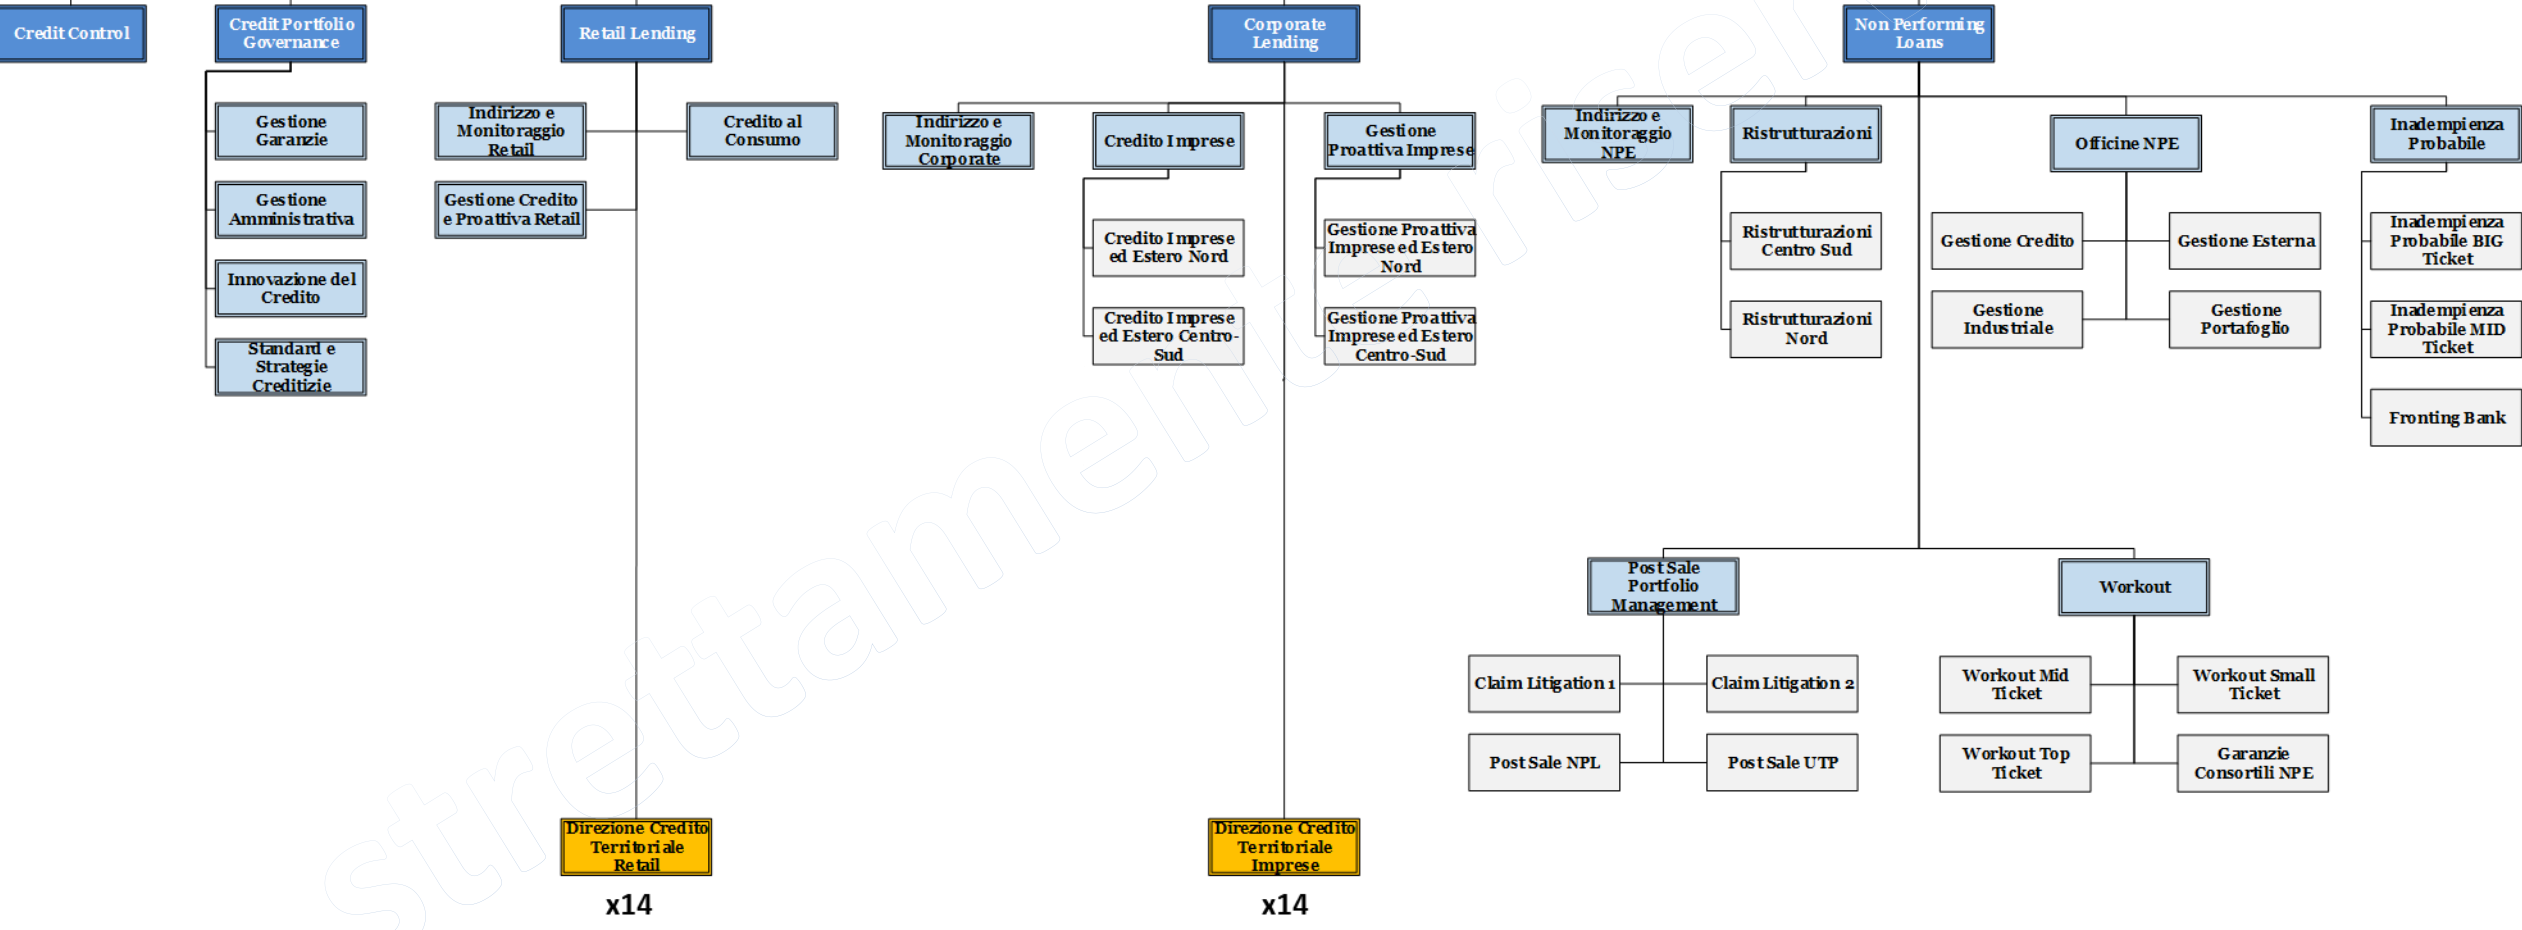 Credit Control
Credit Portfolio
Governance
Retail Lending
Corporate
Lending
Non Performing
Loans
Gestione
Garanzie
Gestione
Amministrativa
Innovazione del
Credito
Standard e
Strategie
Creditizie
Indirizzo e
Monitoraggio
Retail
Credito al
Consumo
Gestione Credito
e Proattiva Retail
Indirizzo e
Monitoraggio
Corporate
Credito Imprese
Gestione
Proattiva Imprese
Credito Imprese
ed Estero Nord
Credito Imprese
ed Estero Centro-
Sud
Gestione Proattiva
Imprese ed Estero
Nord
Gestione Proattiva
Imprese ed Estero
Centro-Sud
Indirizzo e
Monitoraggio
NPE
Ristrutturazioni
Officine NPE
Inadempienza
Probabile
Ristrutturazioni
Centro Sud
Ristrutturazioni
Nord
Gestione Credito
Gestione Esterna
Gestione
Industriale
Gestione
Portafoglio
Inadempienza
Probabile BIG
Ticket
Inadempienza
Probabile MID
Ticket
Fronting Bank
Post Sale
Portfolio
Management
Workout
Claim Litigation 1
Claim Litigation 2
Post Sale NPL
Post Sale UTP
Workout Mid
Ticket
Workout Small
Ticket
Workout Top
Ticket
Garanzie
Consortili NPE
Direzione Credito
Territoriale
Retail
x14
Direzione Credito
Territoriale
Imprese
x14
strettamente riser